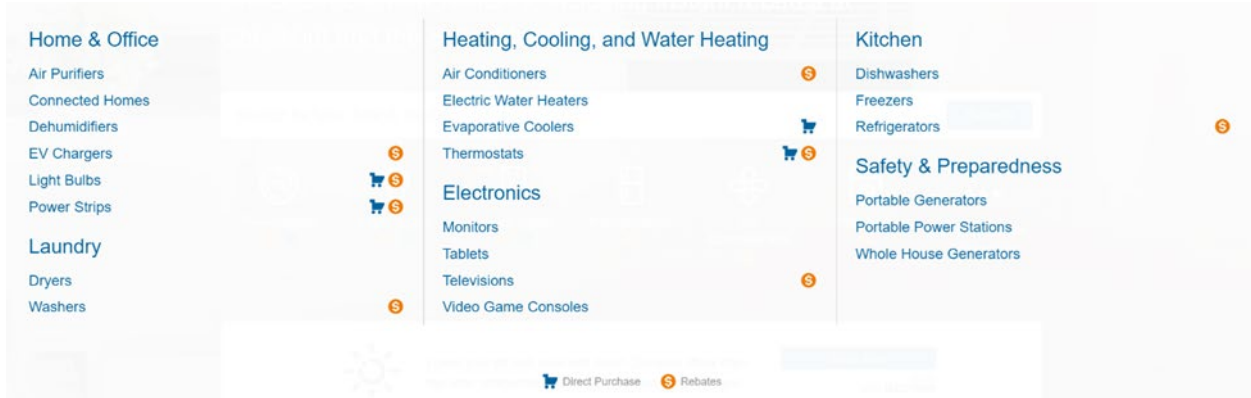 Home & Office
Air Purifiers
Connected Homes
Dehumidifiers
EV Chargers
Light Bulbs
Power Strips
Laundry
Dryers
Washers
Heating, Cooling, and Water Heating
Air Conditioners
Electric Water Heaters
Evaporative Coolers
Thermostats
Electronics
Monitors
Tablets
Televisions
Video Game Consoles
Kitchen
Dishwashers
Freezers
Refrigerators
Safety & Preparedness
Portable Generators
Portable Power Stations
Whole House Generators
Direct Purchase
Rebates